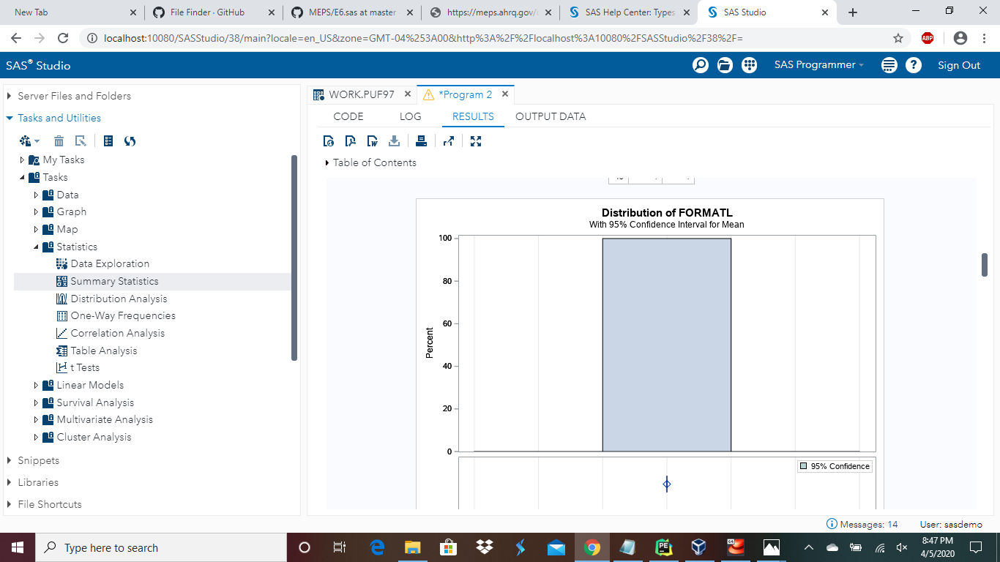 New Tab
File Finder · GitHub
MEPS/E6.sas at master
https://meps.ahrq.gov/
SAS Help Center: Types
SAS Studio
localhost:10080/SASStudio/38/main?locale=en_US&zone=GMT-04%253A00&http%3A%2F%2Flocalhost%3A10080%2FSASStudio%2F38%2F=
ABP
SAS® Studio
SAS Programmer
Sign Out
Server Files and Folders
Tasks and Utilities
My Tasks
Tasks
Data
Graph
Map
Statistics
Data Exploration
Summary Statistics
Distribution Analysis
One-Way Frequencies
Correlation Analysis
Table Analysis
t Tests
Linear Models
Survival Analysis
Multivariate Analysis
Cluster Analysis
Snippets
Libraries
File Shortcuts
WORK.PUF97
*Program 2
CODE LOG RESULTS OUTPUT DATA
Table of Contents
Distribution of FORMATL
With 95% Confidence Interval for Mean
100
80
60
40
20
0
Percent
95% Confidence
Messages: 14
User: sasdemo
Type here to search
8:47 PM
4/5/2020